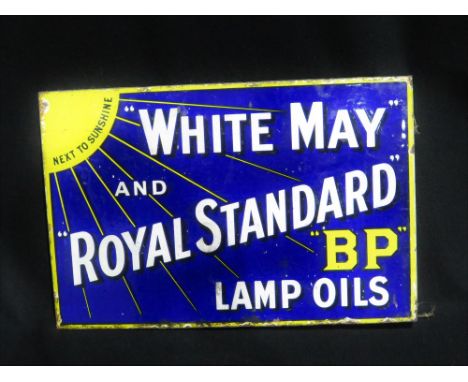 NEXT TO SUNSHINE
"WHITE MAY"
AND
"ROYAL STANDARD"
"BP"
LAMP OILS